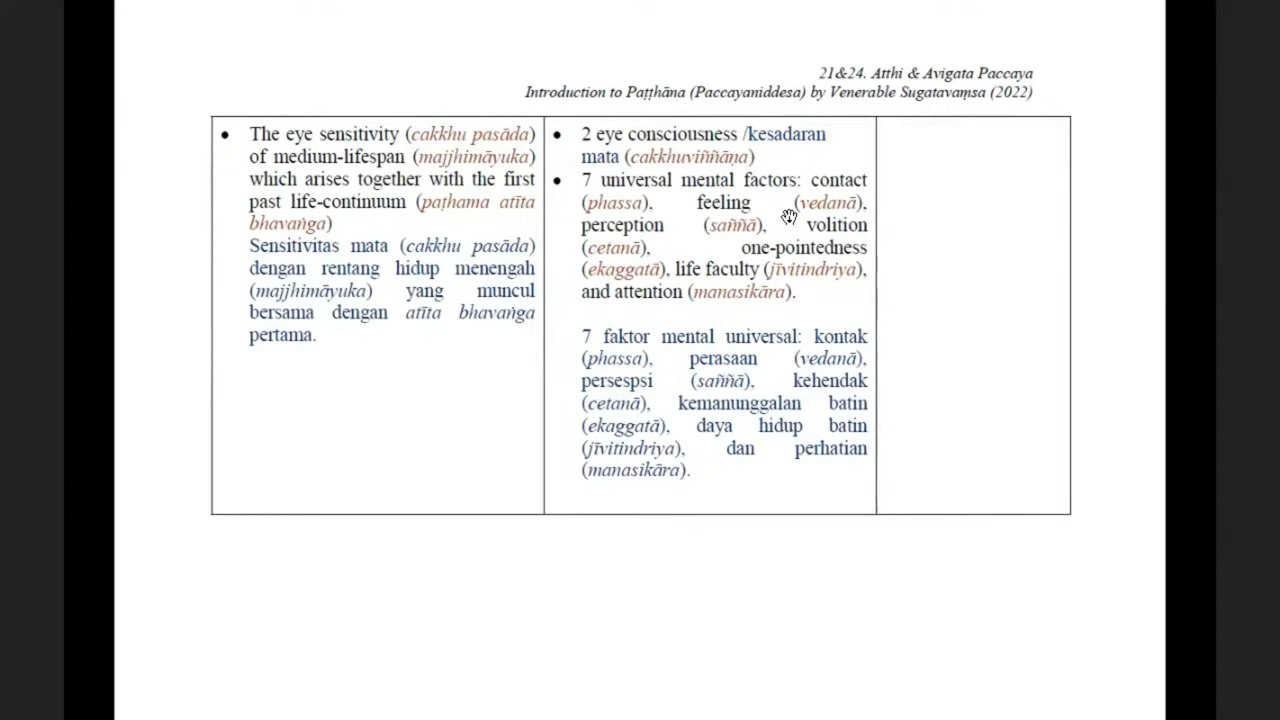 21&24. Atthi & Avigata Paccaya
Introduction to Paṭṭhāna (Paccayaniddesa) by Venerable Sugatavaṃsa (2022)
• The eye sensitivity (cakkhu pasāda)
of medium-lifespan (majjhimāyuka)
which arises together with the first
past life-continuum (paṭhama atīta
bhavaṅga)
Sensitivitas mata (cakkhu pasāda)
dengan rentang hidup menengah
(majjhimāyuka) yang muncul
bersama dengan atīta bhavaṅga
pertama.
• 2 eye consciousness /kesadaran
mata (cakkhuviññāṇa)
• 7 universal mental factors: contact
(phassa), feeling (vedanā),
perception (saññā), volition
(cetanā), one-pointedness
(ekaggatā), life faculty (jīvitindriya),
and attention (manasikāra).
7 faktor mental universal: kontak
(phassa), perasaan (vedanā),
persespsi (saññā), kehendak
(cetanā), kemanunggalan batin
(ekaggatā), daya hidup batin
(jīvitindriya), dan perhatian
(manasikāra).